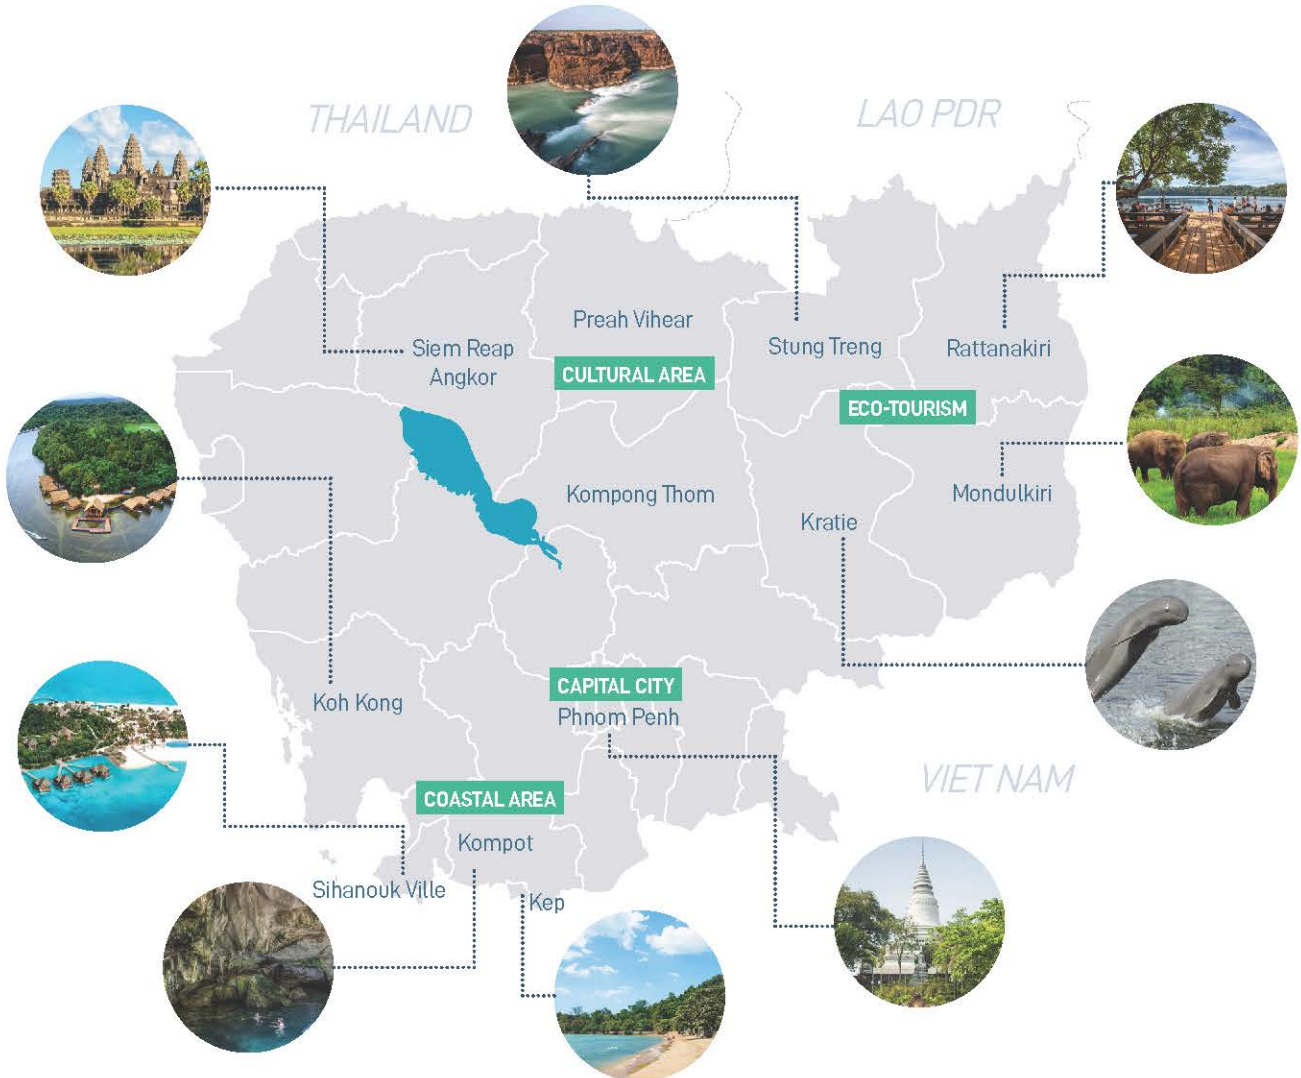 THAILAND
LAO PDR
Preah Vihear
Siem Reap
Angkor
CULTURAL AREA
Stung Treng
Rattanakiri
ECO-TOURISM
Kompong Thom
Mondulkiri
Kratie
Koh Kong
CAPITAL CITY
Phnom Penh
VIET NAM
COASTAL AREA
Kompot
Sihanouk Ville
Kep